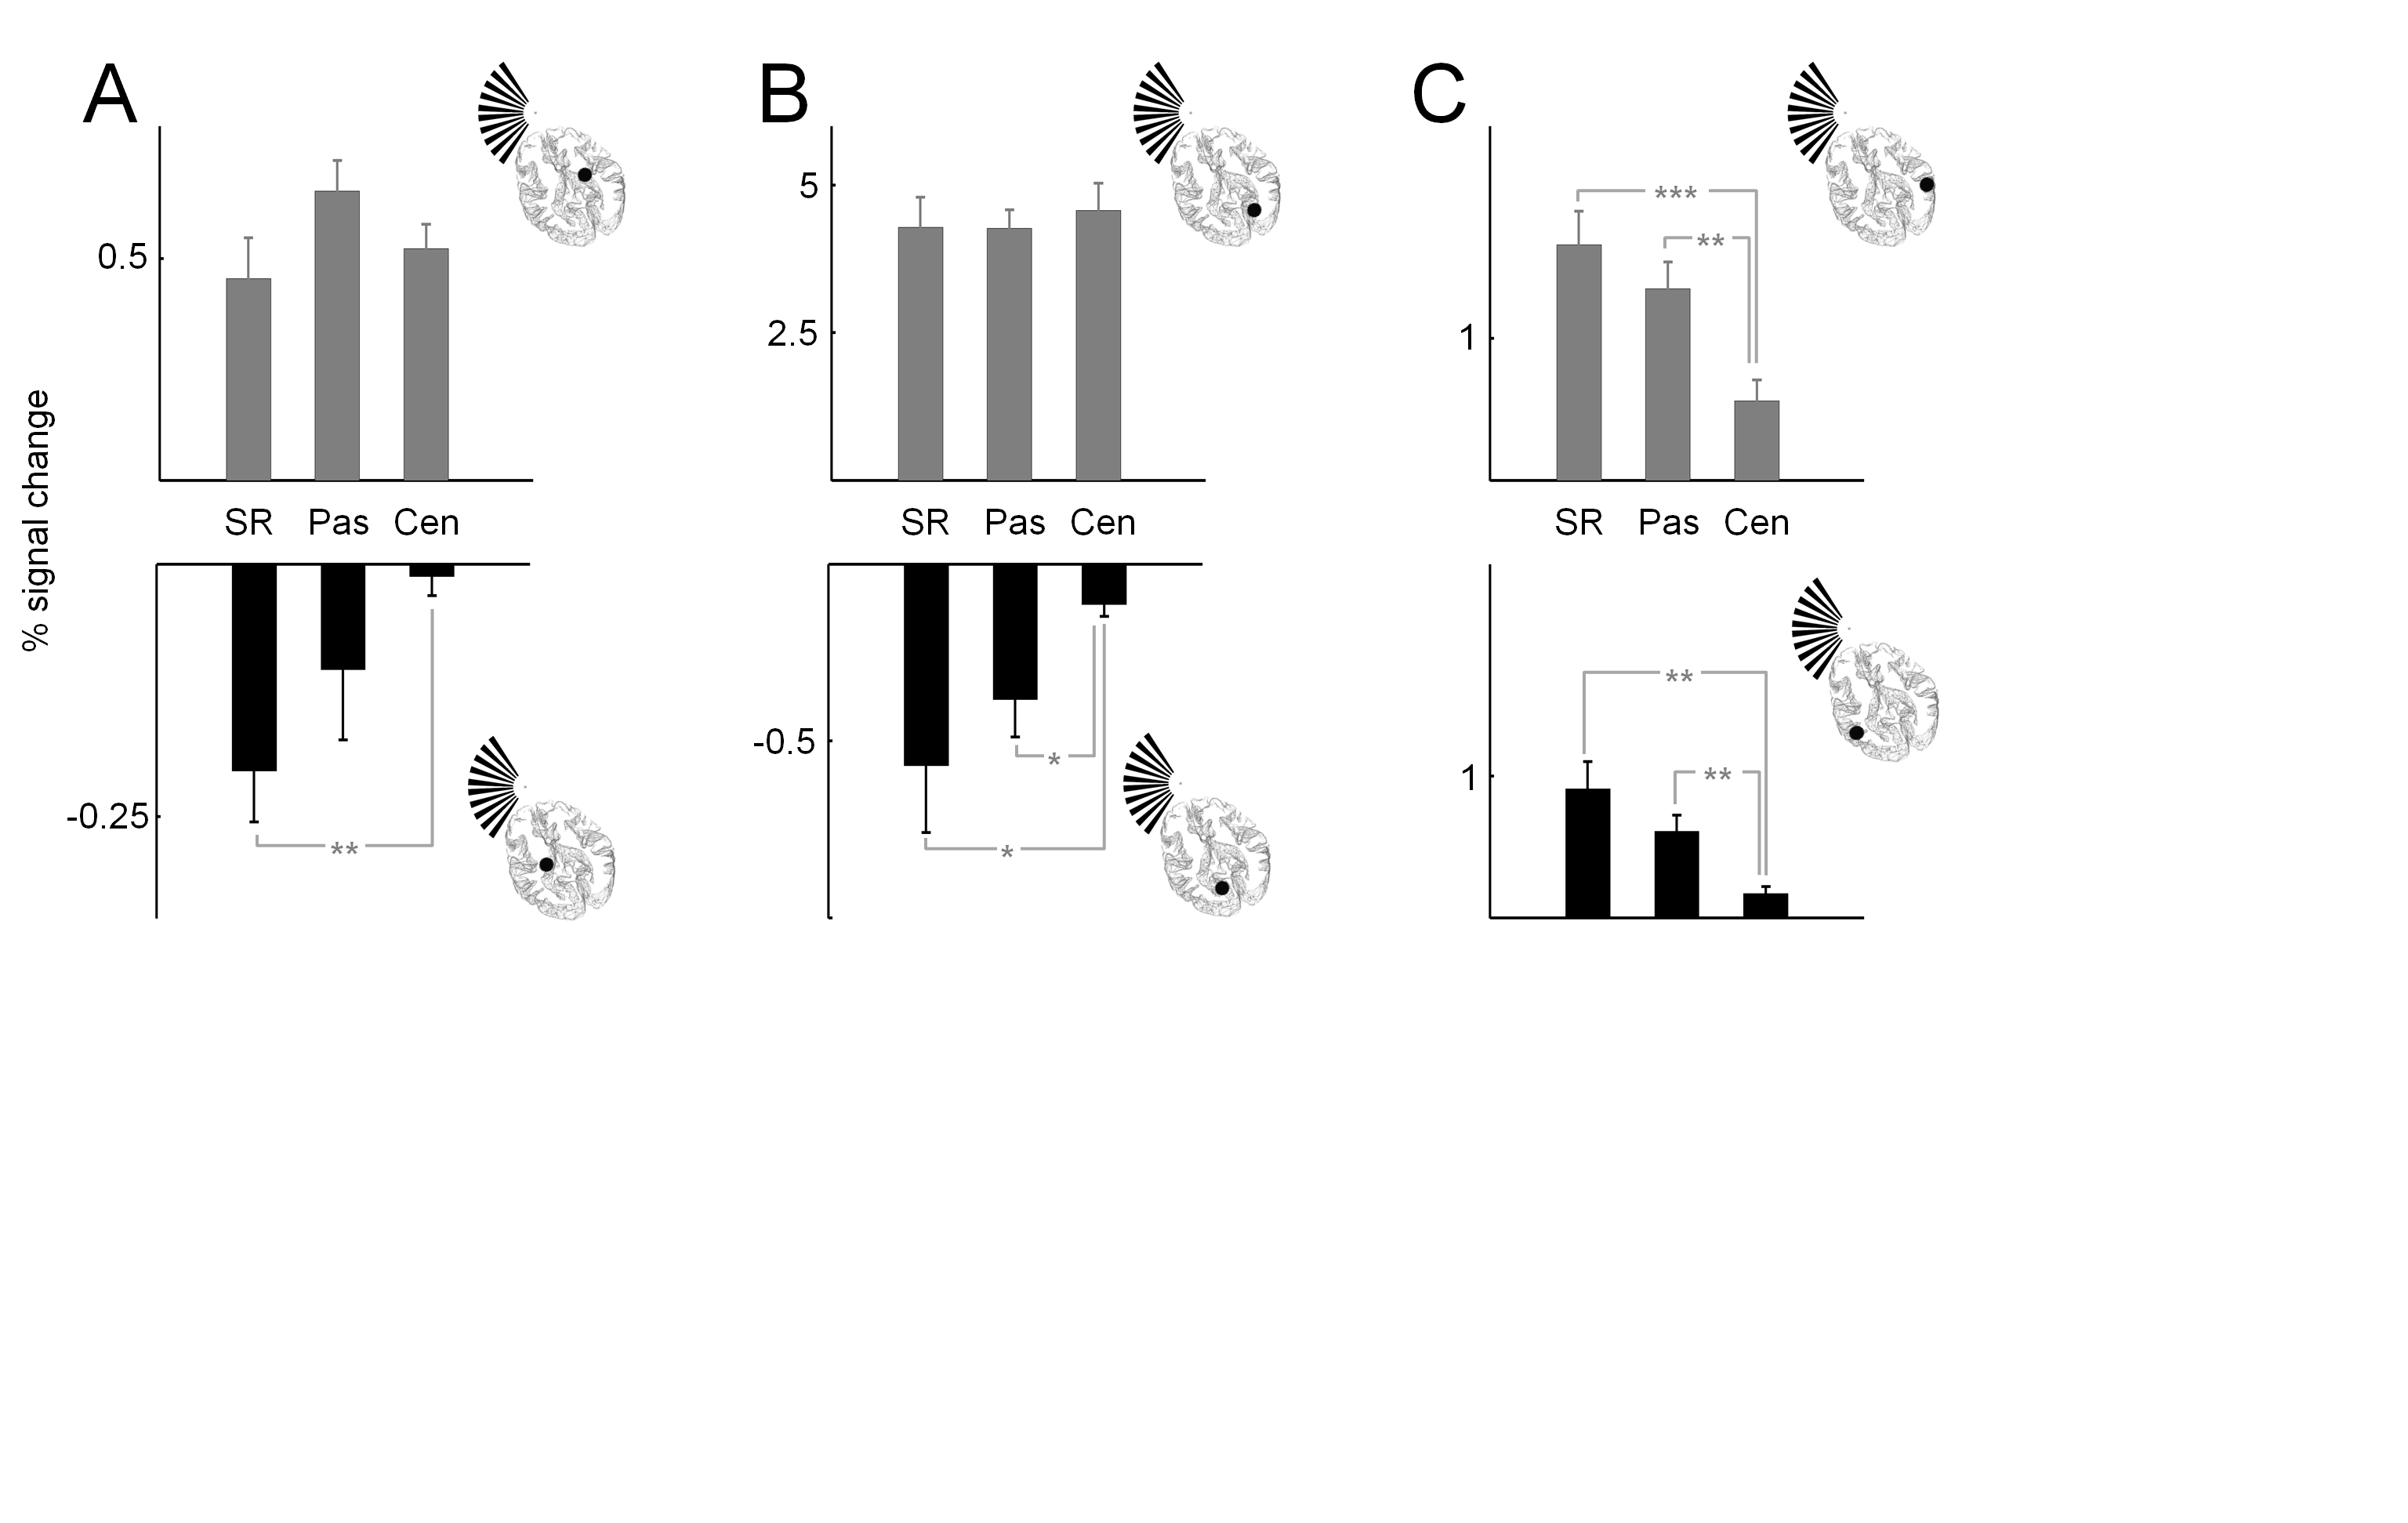 A
B
C
% signal change
0.5
SR Pas Cen
5
2.5
SR Pas Cen
***
**
1
SR Pas Cen
-0.25
**
-0.5
*
*
**
**
1